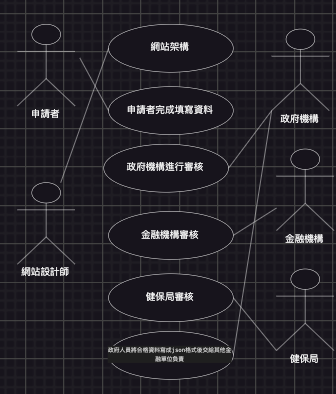 網站架構
申請者
申請者完成填寫資料
政府機構
政府機構進行審核
金融機構審核
金融機構
網站設計師
健保局審核
政府人員將合格資料寫成json格式後交給其他金
融單位負責
健保局